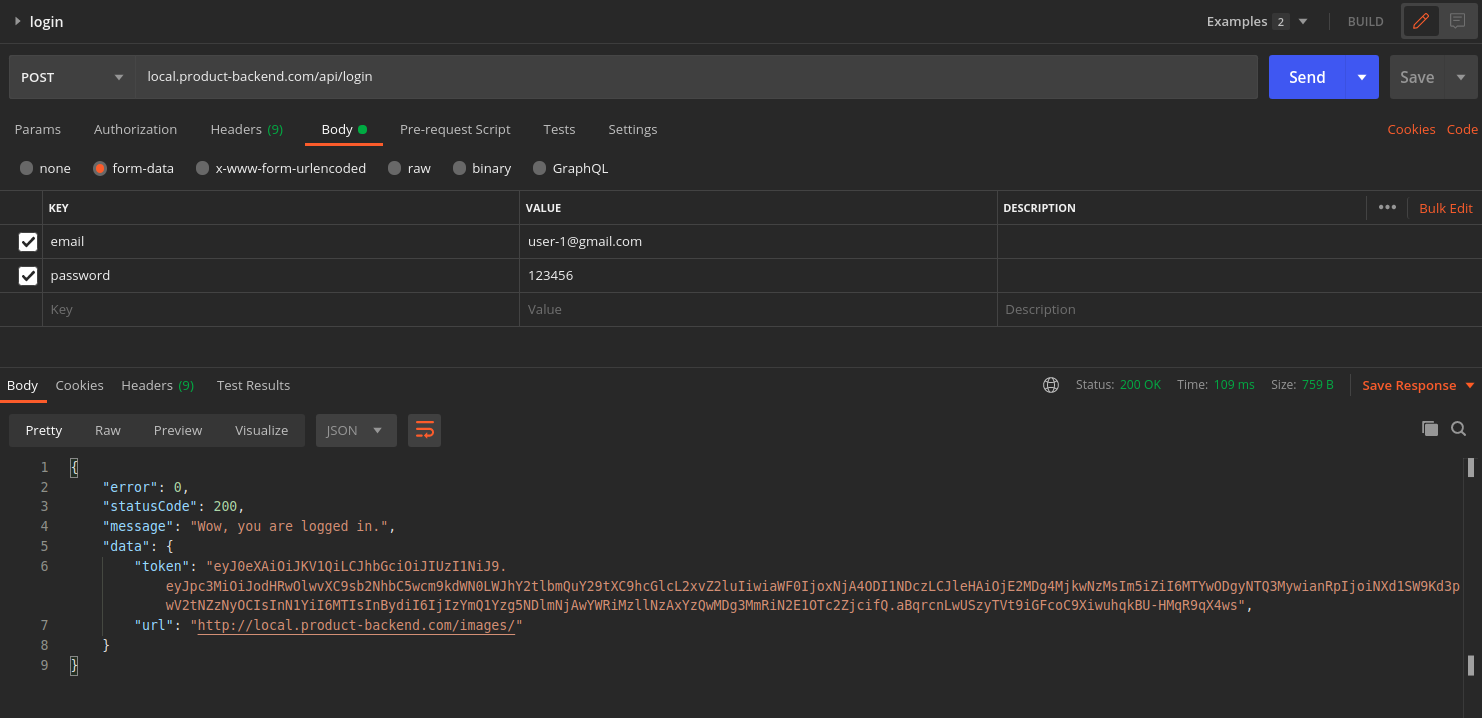 login
Examples 2
BUILD
POST
local.product-backend.com/api/login
Send
Save
Params Authorization Headers (9) Body Pre-request Script Tests Settings Cookies Code
none form-data x-www-form-urlencoded raw binary GraphQL
KEY VALUE DESCRIPTION ••• Bulk Edit
email user-1@gmail.com
password 123456
Key Value Description
Body Cookies Headers (9) Test Results Status: 200 OK Time: 109 ms Size: 759 B Save Response
Pretty Raw Preview Visualize JSON
1 {
2 "error": 0,
3 "statusCode": 200,
4 "message": "Wow, you are logged in.",
5 "data": {
6 "token": "eyJ0eXAiOiJKV1QiLCJhbGciOiJIUzI1NiJ9.
eyJpc3MiOiJodHRwOlwvXC9sb2NhbC5wcm9kdWN0LWJhY2tlbmQuY29tXC9hcGlcL2xvZ2luIiwiaWF0IjoxNjA4ODI1NDczLCJleHAiOjE2MDg4MjkwNzMsIm5iZiI6MTYwODgyNTQ3MywianRpIjoiNXd1SW9Kd3p
wV2tNZzNyOCIsInN1YiI6MTIsInBydiI6IjIzYmQ1Yzg5NDlmNjAwYWRiMzllNzAxYzQwMDg3MmRiN2E1OTc2ZjcifQ.aBqrcnLwUSzyTVt9iGFcoC9XiwuhqkBU-HMqR9qX4ws",
7 "url": "http://local.product-backend.com/images/"
8 }
9 }